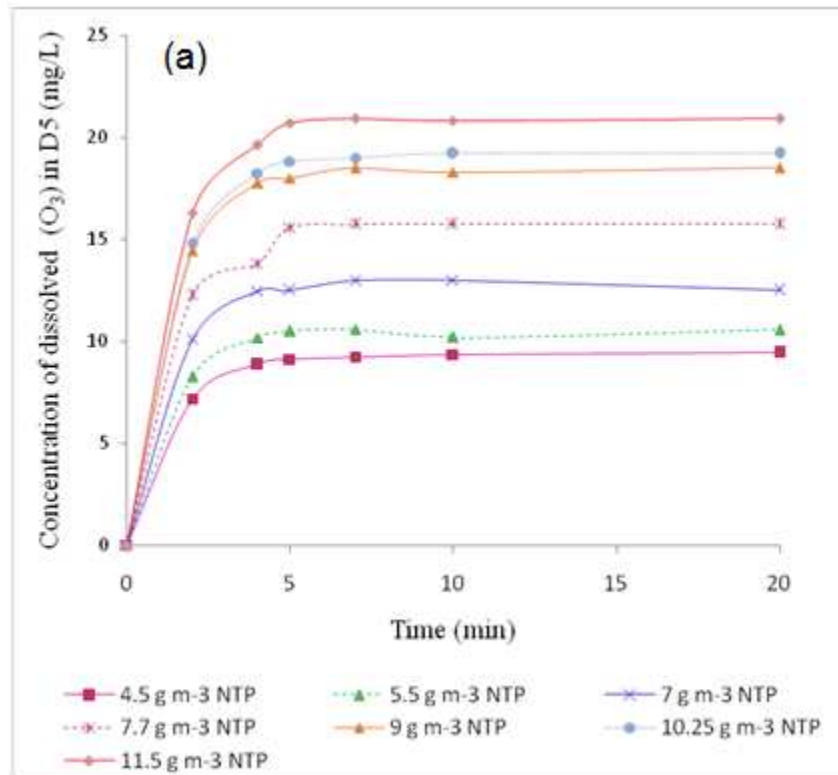 (a)
25
20
15
10
5
0
Concentration of dissolved (O₃) in D5 (mg/L)
0 5 10 15 20
Time (min)
4.5 g m-3 NTP 5.5 g m-3 NTP 7 g m-3 NTP
7.7 g m-3 NTP 9 g m-3 NTP 10.25 g m-3 NTP
11.5 g m-3 NTP